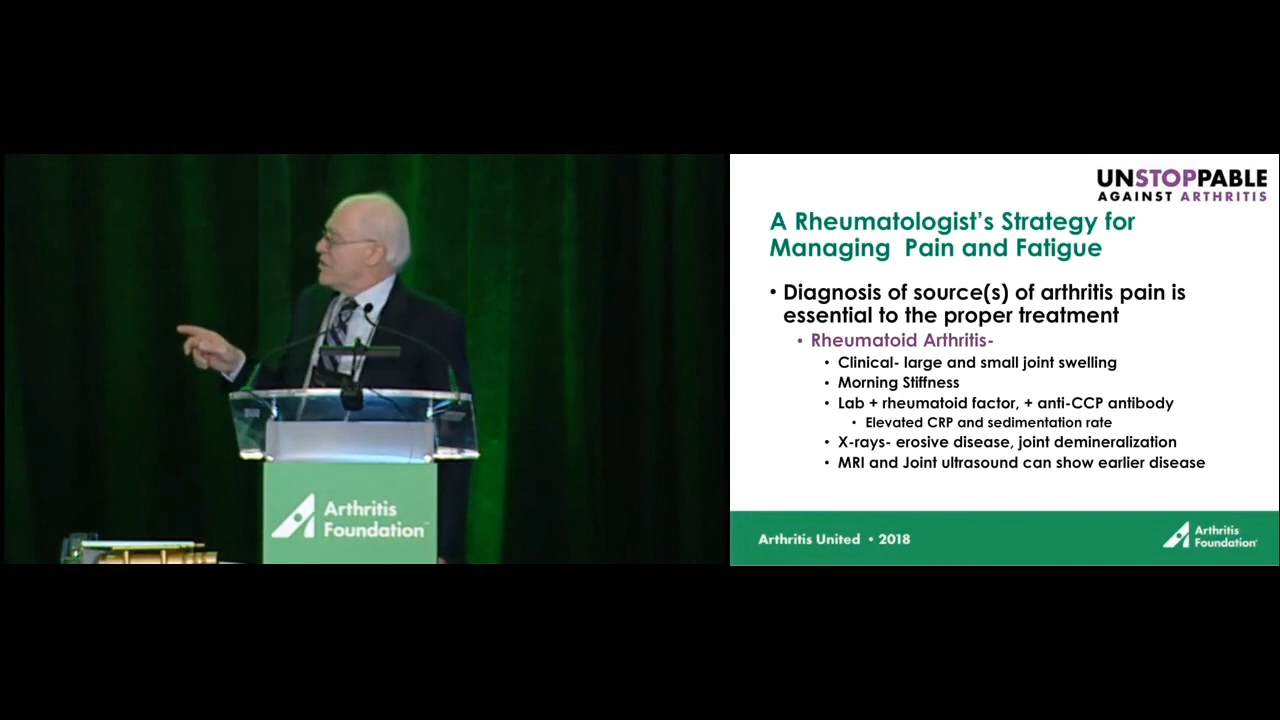 Arthritis
Foundation™
UNSTOPPABLE
AGAINST ARTHRITIS
A Rheumatologist's Strategy for
Managing Pain and Fatigue
• Diagnosis of source(s) of arthritis pain is
essential to the proper treatment
• Rheumatoid Arthritis-
• Clinical- large and small joint swelling
• Morning Stiffness
• Lab + rheumatoid factor, + anti-CCP antibody
• Elevated CRP and sedimentation rate
• X-rays- erosive disease, joint demineralization
• MRI and Joint ultrasound can show earlier disease
Arthritis United • 2018
Arthritis
Foundation®